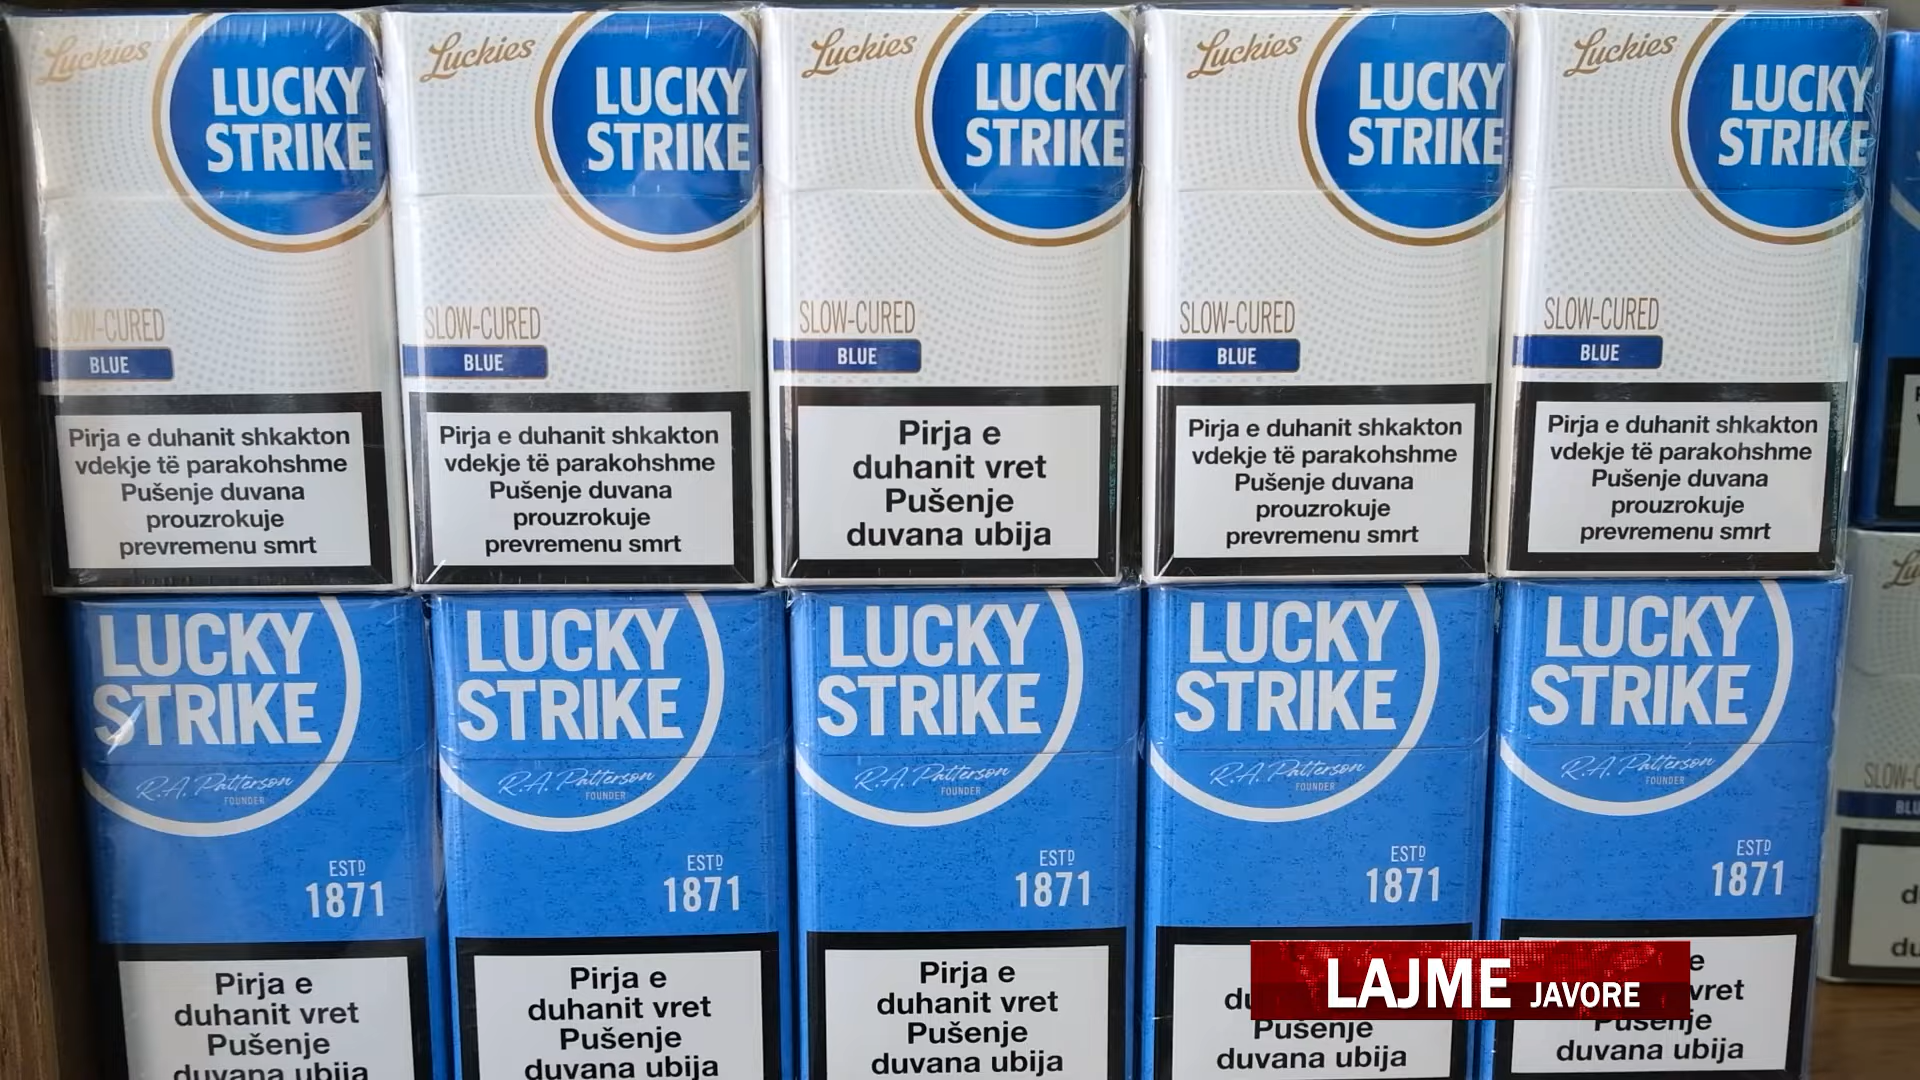 Luckies
LUCKY
STRIKE
SLOW-CURED
BLUE
Pirja e duhanit shkakton
vdekje të parakohshme
Pušenje duvana
prouzrokuje
prevremenu smrt
Luckies
LUCKY
STRIKE
SLOW-CURED
BLUE
Pirja e duhanit shkakton
vdekje të parakohshme
Pušenje duvana
prouzrokuje
prevremenu smrt
Luckies
LUCKY
STRIKE
SLOW-CURED
BLUE
Pirja e
duhanit vret
Pušenje
duvana ubija
Luckies
LUCKY
STRIKE
SLOW-CURED
BLUE
Pirja e duhanit shkakton
vdekje të parakohshme
Pušenje duvana
prouzrokuje
prevremenu smrt
Luckies
LUCKY
STRIKE
SLOW-CURED
BLUE
Pirja e duhanit shkakton
vdekje të parakohshme
Pušenje duvana
prouzrokuje
prevremenu smrt
LUCKY
STRIKE
R.A. Patterson
FOUNDER
ESTD
1871
Pirja e
duhanit vret
Pušenje
duvana ubija
LUCKY
STRIKE
R.A. Patterson
FOUNDER
ESTD
1871
Pirja e
duhanit vret
Pušenje
duvana ubija
LUCKY
STRIKE
R.A. Patterson
FOUNDER
ESTD
1871
Pirja e
duhanit vret
Pušenje
duvana ubija
LUCKY
STRIKE
R.A. Patterson
FOUNDER
ESTD
1871
Pušenje
duvana ubija
LUCKY
STRIKE
R.A. Patterson
FOUNDER
ESTD
1871
vret
Pušenje
duvana ubija
LAJME JAVORE